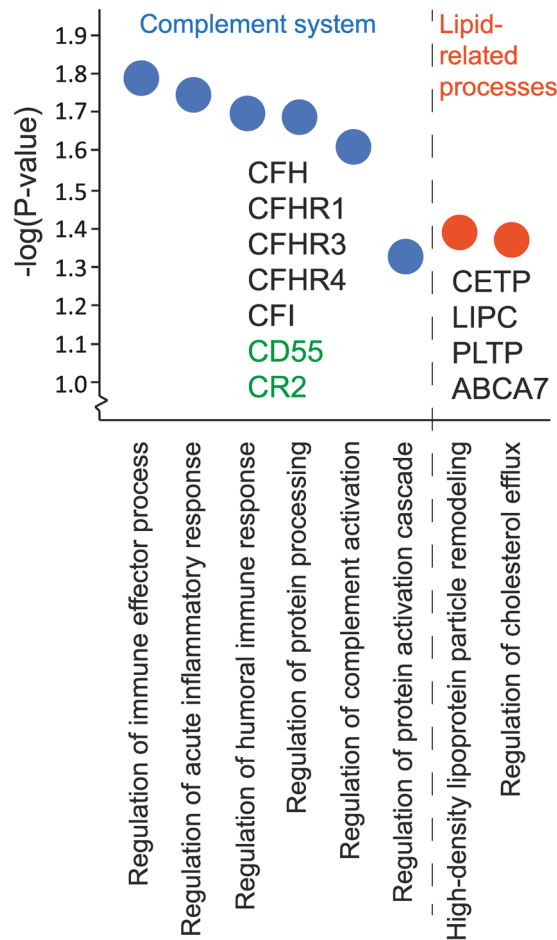 Complement system
Lipid-
related
processes
-log(P-value)
1.9
1.8
1.7
1.6
1.5
1.4
1.3
1.2
1.1
1.0
CFH
CFHR1
CFHR3
CFHR4
CFI
CD55
CR2
CETP
LIPC
PLTP
ABCA7
Regulation of immune effector process
Regulation of acute inflammatory response
Regulation of humoral immune response
Regulation of protein processing
Regulation of complement activation
Regulation of protein activation cascade
High-density lipoprotein particle remodeling
Regulation of cholesterol efflux